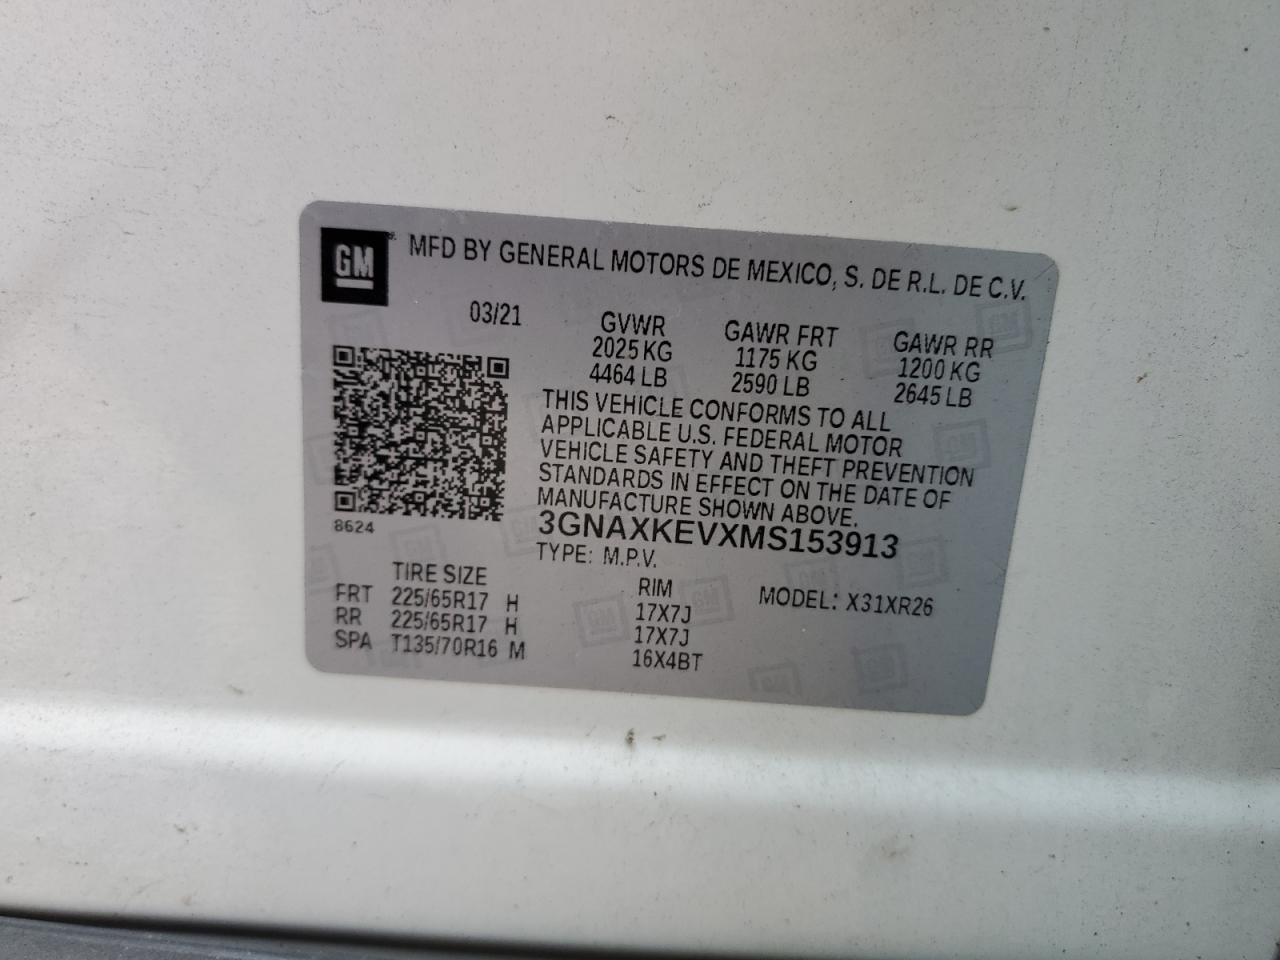 GM MFD BY GENERAL MOTORS DE MEXICO, S. DE R.L. DE C.V.
03/21
GVWR GAWR FRT GAWR RR
2025 KG 1175 KG 1200 KG
4464 LB 2590 LB 2645 LB
THIS VEHICLE CONFORMS TO ALL
APPLICABLE U.S. FEDERAL MOTOR
VEHICLE SAFETY AND THEFT PREVENTION
STANDARDS IN EFFECT ON THE DATE OF
MANUFACTURE SHOWN ABOVE.
8624
3GNAXKEVXMS153913
TYPE: M.P.V.
TIRE SIZE RIM MODEL: X31XR26
FRT 225/65R17 H 17X7J
RR 225/65R17 H 17X7J
SPA T135/70R16 M 16X4BT